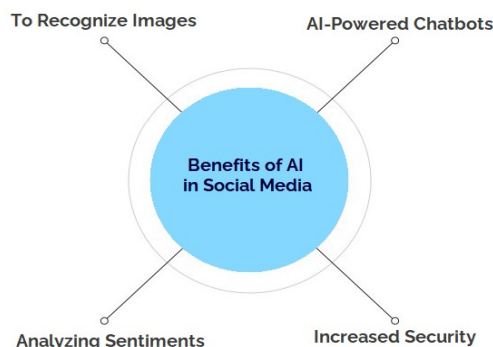 To Recognize Images
AI-Powered Chatbots
Benefits of AI
in Social Media
Analyzing Sentiments
Increased Security